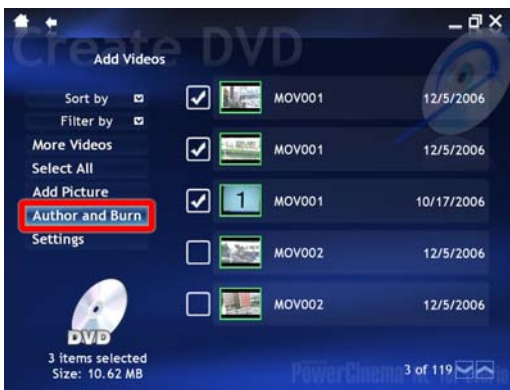 Create DVD
Add Videos
Sort by
Filter by
More Videos
Select All
Add Picture
Author and Burn
Settings
DVD
3 items selected
Size: 10.62 MB
MOV001 12/5/2006
MOV001 12/5/2006
1 MOV001 10/17/2006
MOV002 12/5/2006
MOV002 12/5/2006
PowerCinema
3 of 119